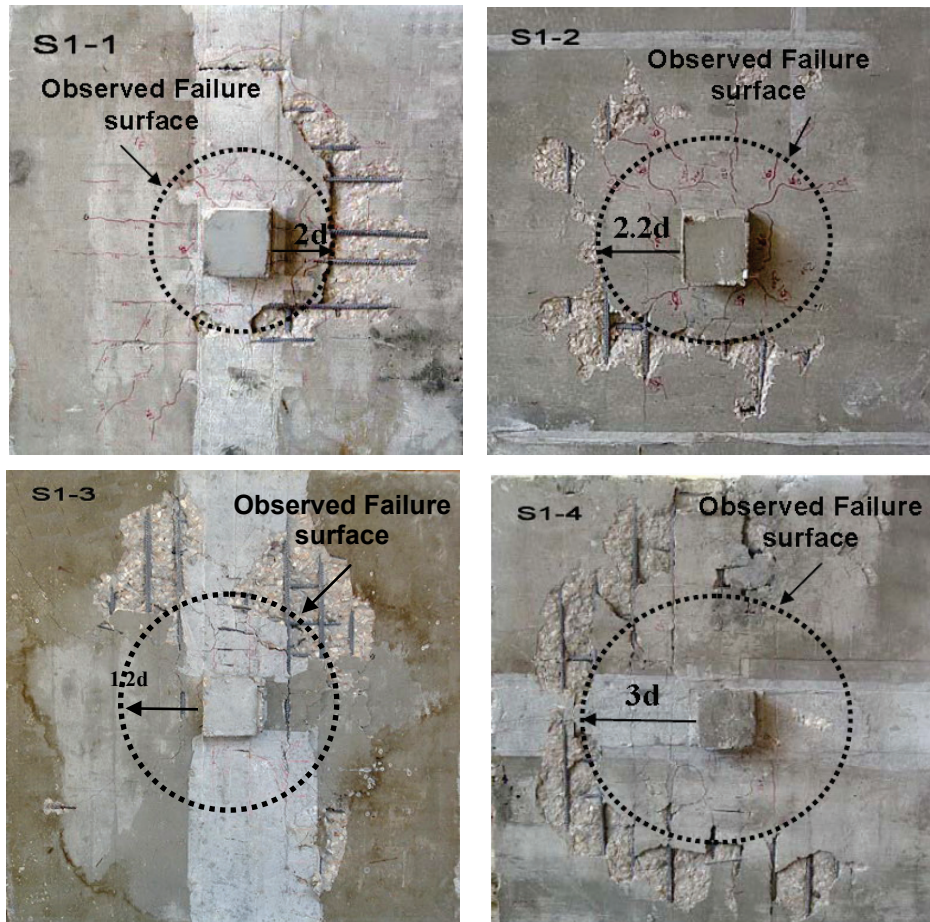 S1-1
Observed Failure
surface
2d
S1-2
Observed Failure
surface
2.2d
S1-3
Observed Failure
surface
1.2d
S1-4
Observed Failure
surface
3d